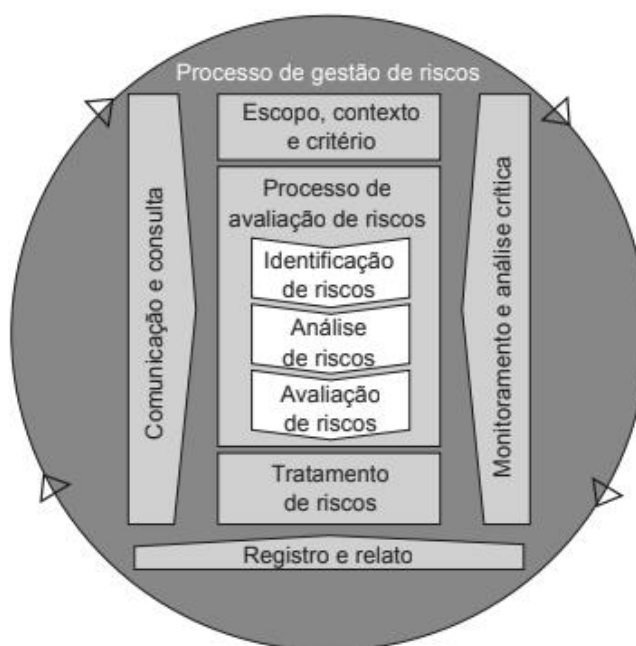 Processo de gestão de riscos
Escopo, contexto
e critério
Processo de
avaliação de riscos
Identificação
de riscos
Análise
de riscos
Avaliação
de riscos
Tratamento
de riscos
Comunicação e consulta
Monitoramento e análise crítica
Registro e relato